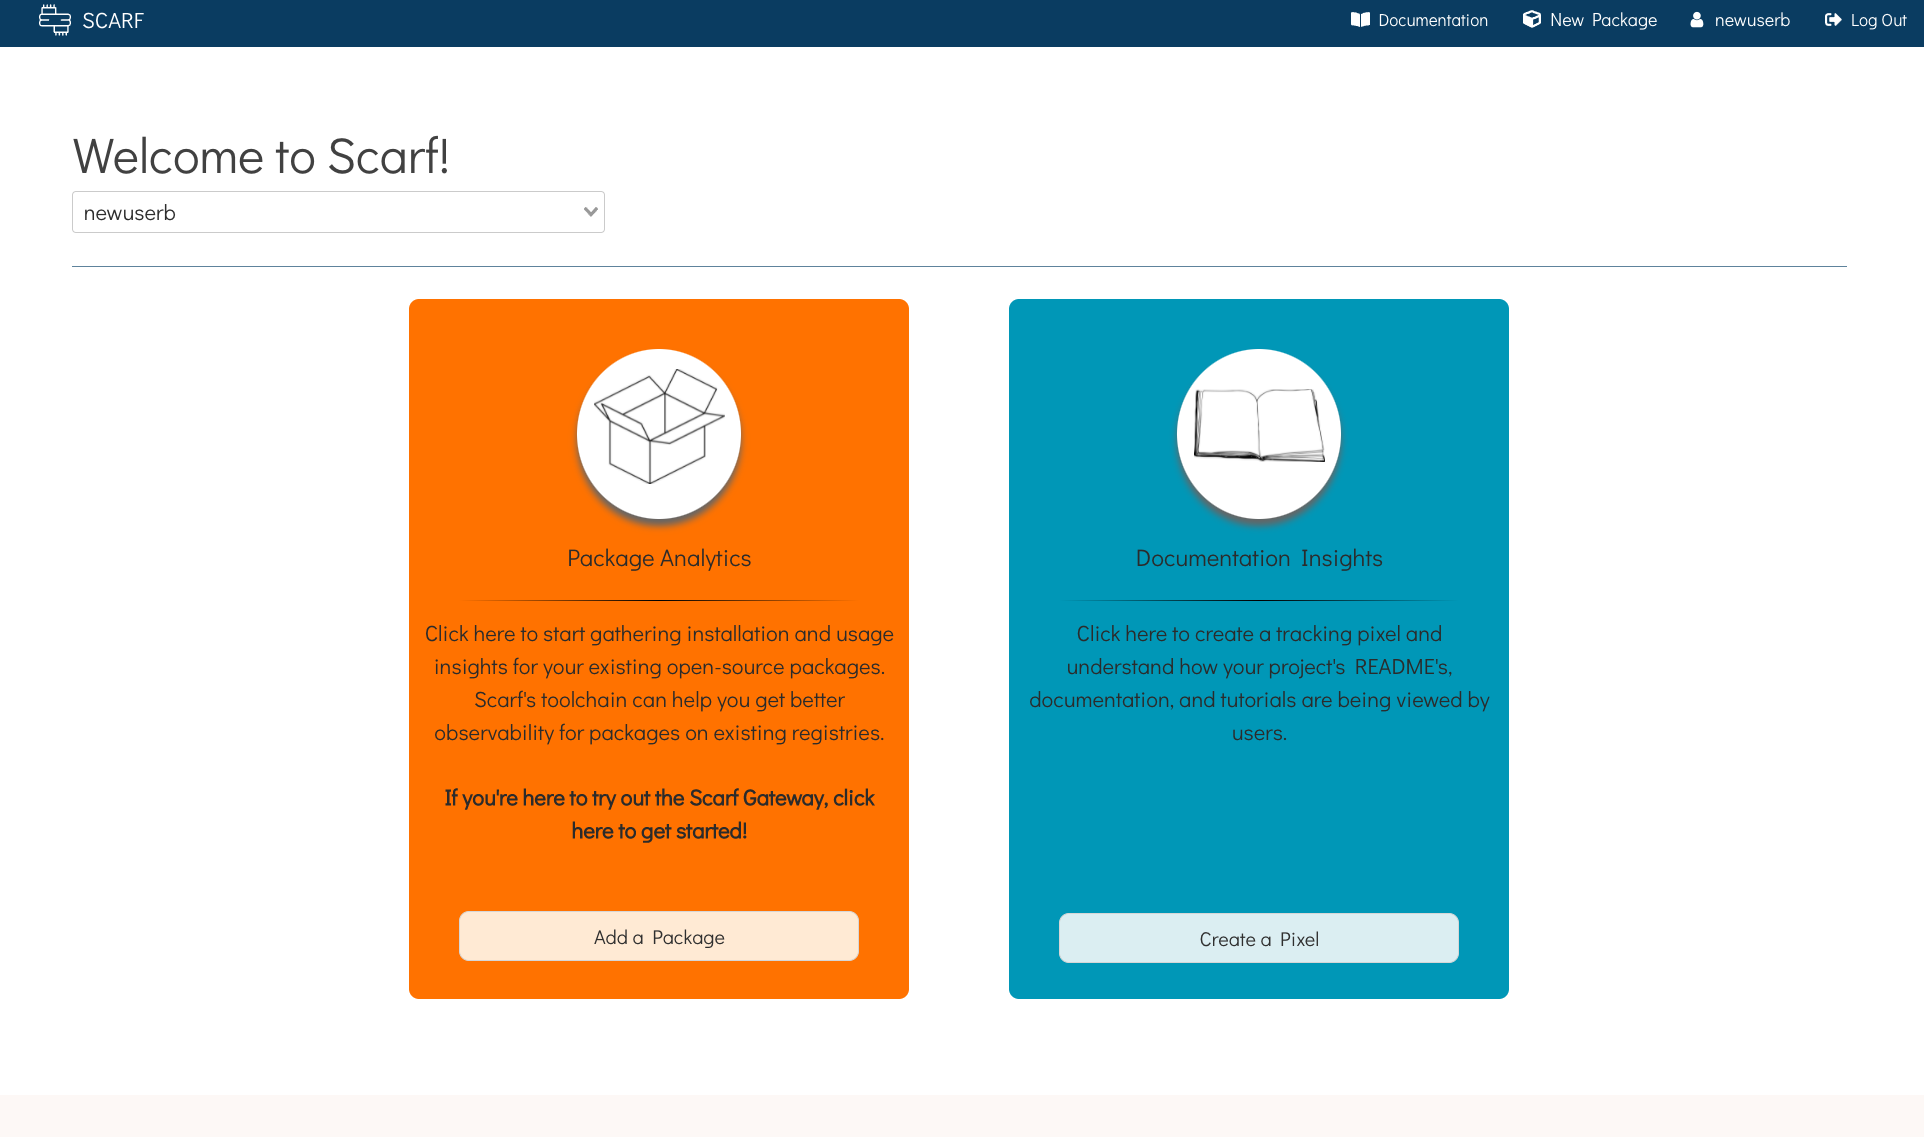 SCARF
Documentation
New Package
newuserb
Log Out
Welcome to Scarf!
newuserb
Package Analytics
Click here to start gathering installation and usage
insights for your existing open-source packages.
Scarf's toolchain can help you get better
observability for packages on existing registries.
If you're here to try out the Scarf Gateway, click
here to get started!
Add a Package
Documentation Insights
Click here to create a tracking pixel and
understand how your project's README's,
documentation, and tutorials are being viewed by
users.
Create a Pixel